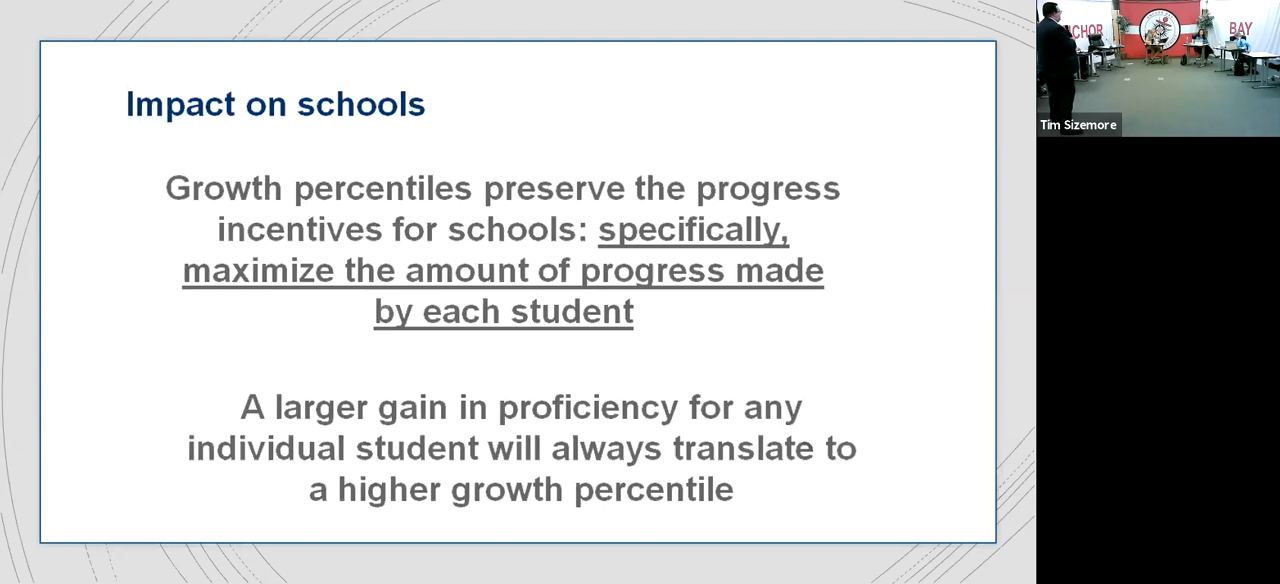 Impact on schools
Growth percentiles preserve the progress
incentives for schools: specifically,
maximize the amount of progress made
by each student
A larger gain in proficiency for any
individual student will always translate to
a higher growth percentile
CHOR
BAY
Tim Sizemore